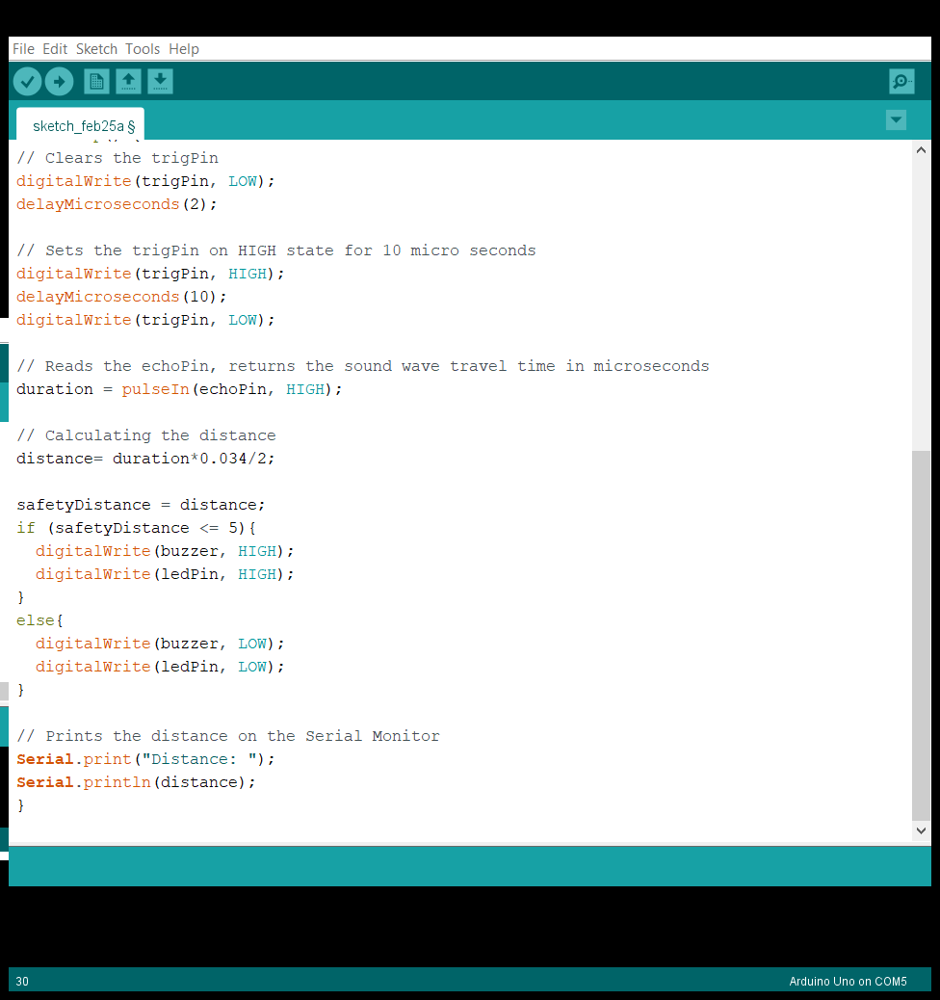 File Edit Sketch Tools Help
sketch_feb25a §
// Clears the trigPin
digitalWrite(trigPin, LOW);
delayMicroseconds(2);
// Sets the trigPin on HIGH state for 10 micro seconds
digitalWrite(trigPin, HIGH);
delayMicroseconds(10);
digitalWrite(trigPin, LOW);
// Reads the echoPin, returns the sound wave travel time in microseconds
duration = pulseIn(echoPin, HIGH);
// Calculating the distance
distance= duration*0.034/2;
safetyDistance = distance;
if (safetyDistance <= 5){
  digitalWrite(buzzer, HIGH);
  digitalWrite(ledPin, HIGH);
}
else{
  digitalWrite(buzzer, LOW);
  digitalWrite(ledPin, LOW);
}
// Prints the distance on the Serial Monitor
Serial.print("Distance: ");
Serial.println(distance);
}
30
Arduino Uno on COM5